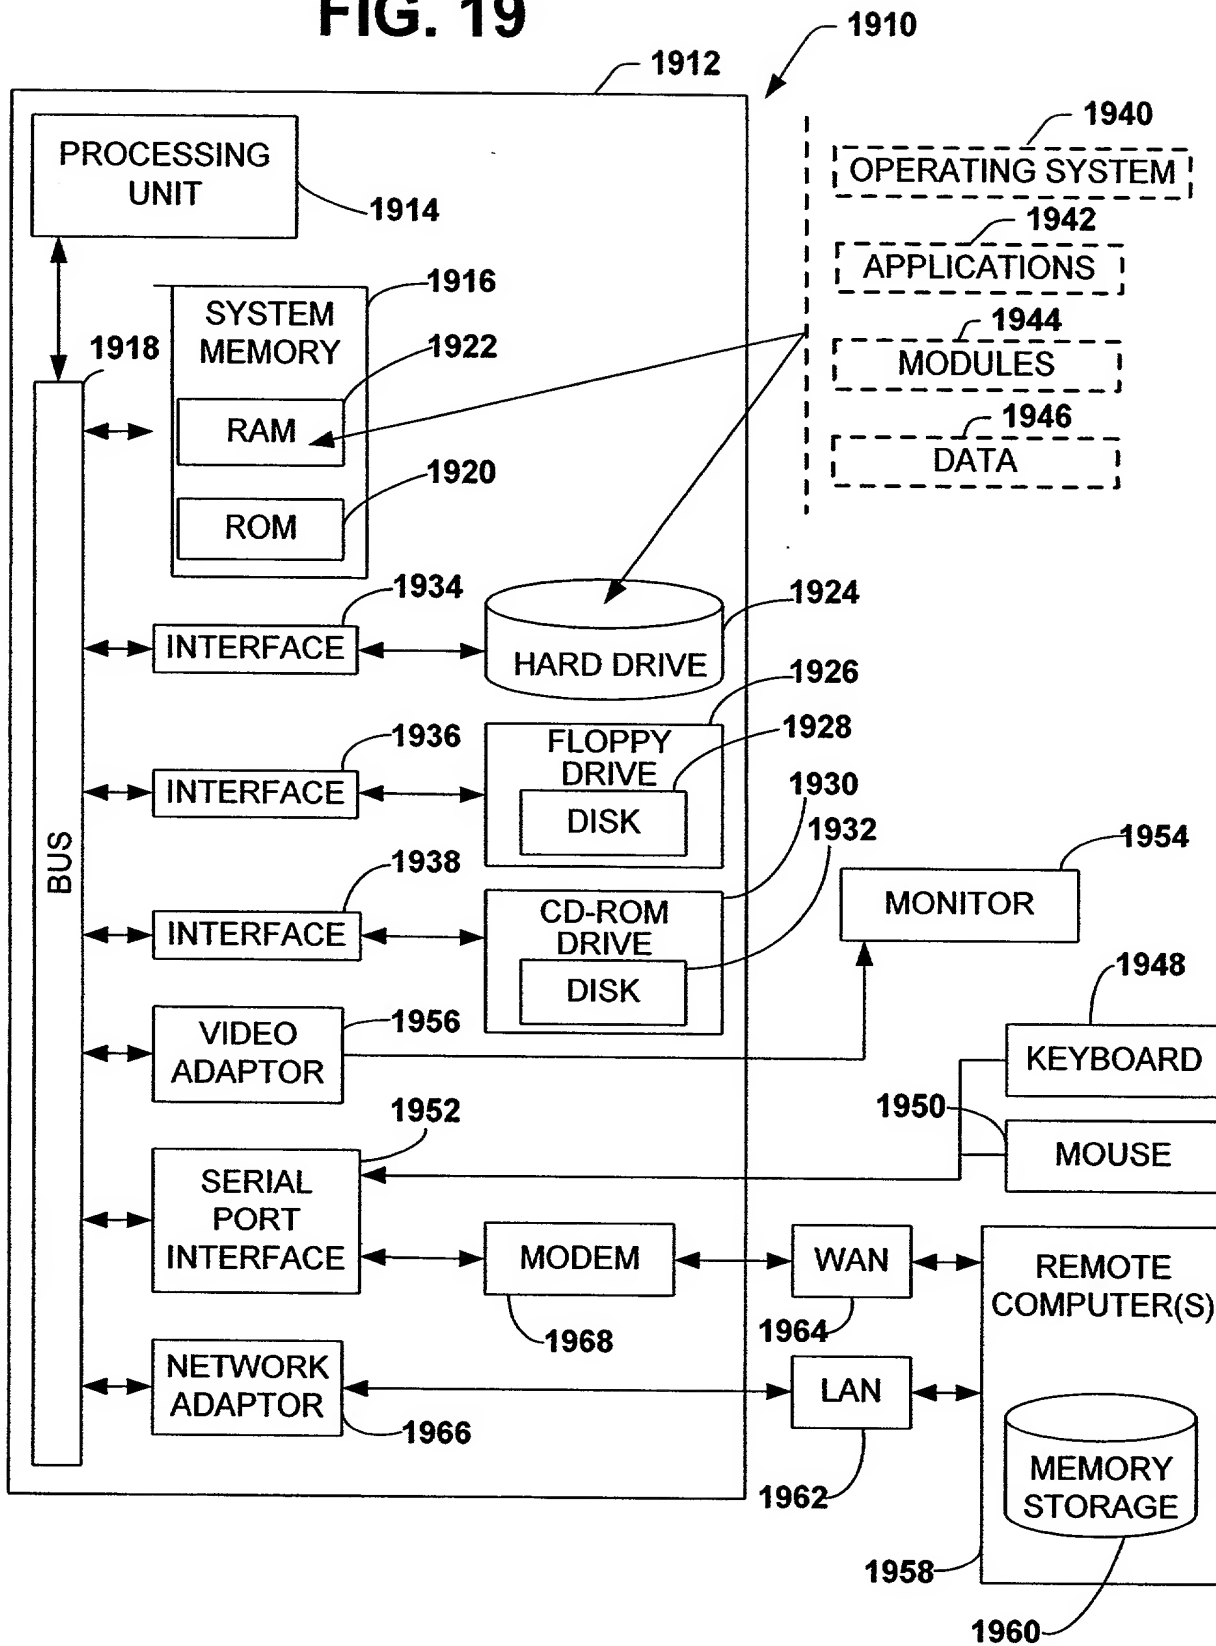 FIG. 19
1910
1912
PROCESSING
UNIT
1914
1940
OPERATING SYSTEM
1942
APPLICATIONS
1944
MODULES
1946
DATA
1916
SYSTEM
MEMORY
1918
1922
RAM
1920
ROM
1934
INTERFACE
1924
HARD DRIVE
1926
1936
INTERFACE
FLOPPY
DRIVE
1928
DISK
1930
1932
BUS
1938
INTERFACE
CD-ROM
DRIVE
DISK
1954
MONITOR
1948
KEYBOARD
1956
VIDEO
ADAPTOR
1950
MOUSE
1952
SERIAL
PORT
INTERFACE
MODEM
1968
WAN
1964
REMOTE
COMPUTER(S)
NETWORK
ADAPTOR
1966
LAN
1962
MEMORY
STORAGE
1958
1960